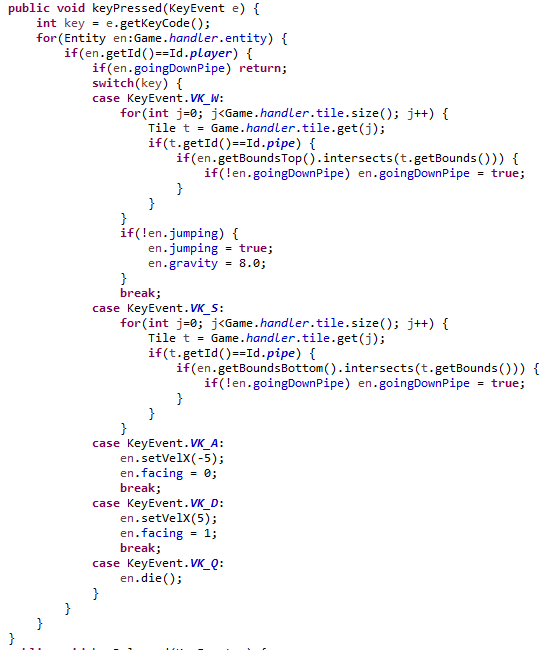 public void keyPressed(KeyEvent e) {
    int key = e.getKeyCode();
    for(Entity en:Game.handler.entity) {
        if(en.getId()==Id.player) {
            if(en.goingDownPipe) return;
            switch(key) {
            case KeyEvent.VK_W:
                for(int j=0; j<Game.handler.tile.size(); j++) {
                    Tile t = Game.handler.tile.get(j);
                    if(t.getId()==Id.pipe) {
                        if(en.getBoundsTop().intersects(t.getBounds())) {
                            if(!en.goingDownPipe) en.goingDownPipe = true;
                        }
                    }
                }
                if(!en.jumping) {
                    en.jumping = true;
                    en.gravity = 8.0;
                }
                break;
            case KeyEvent.VK_S:
                for(int j=0; j<Game.handler.tile.size(); j++) {
                    Tile t = Game.handler.tile.get(j);
                    if(t.getId()==Id.pipe) {
                        if(en.getBoundsBottom().intersects(t.getBounds())) {
                            if(!en.goingDownPipe) en.goingDownPipe = true;
                        }
                    }
                }
            case KeyEvent.VK_A:
                en.setVelX(-5);
                en.facing = 0;
                break;
            case KeyEvent.VK_D:
                en.setVelX(5);
                en.facing = 1;
                break;
            case KeyEvent.VK_Q:
                en.die();
            }
        }
    }
}